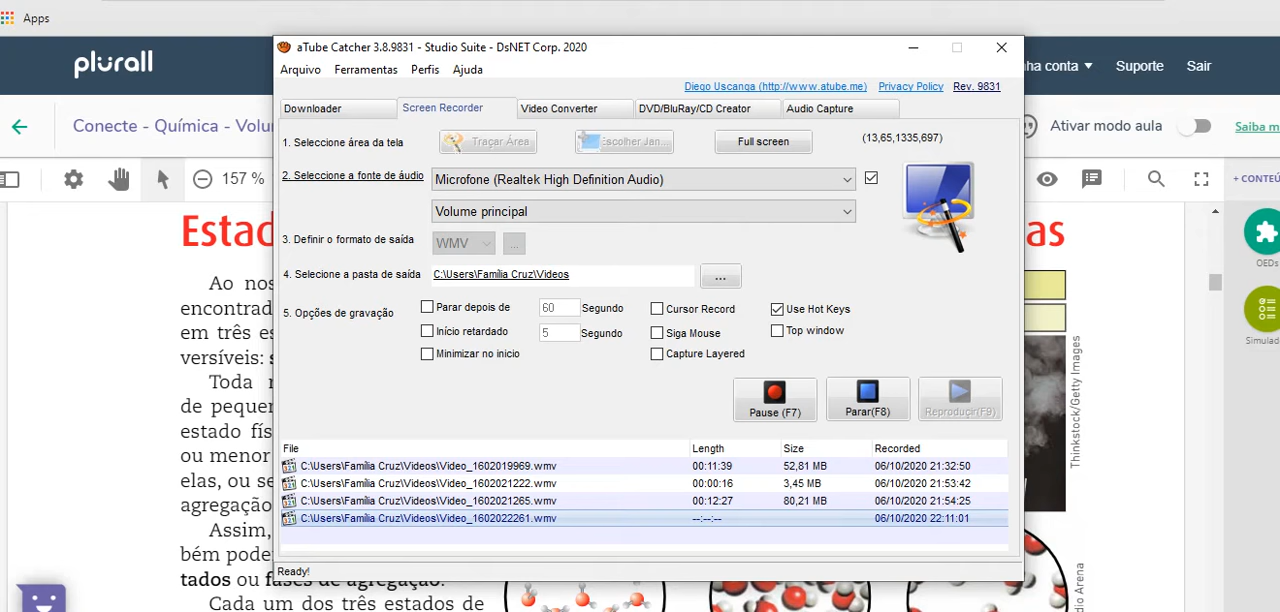 Apps
plurall
nha conta
Suporte
Sair
Conecte - Química - Volu
Ativar modo aula
Saiba m
157 %
+ CONTEÚ
OEDs
Simulad
aTube Catcher 3.8.9831 - Studio Suite - DsNET Corp. 2020
Arquivo Ferramentas Perfis Ajuda
Diego Uscanga (http://www.atube.me) Privacy Policy Rev. 9831
Downloader Screen Recorder Video Converter DVD/BluRay/CD Creator Audio Capture
1. Seleccione área da tela Traçar Área Escolher Jan... Full screen (13,65,1335,697)
2. Seleccione a fonte de áudio Microfone (Realtek High Definition Audio)
Volume principal
3. Definir o formato de saída WMV ...
4. Selecione a pasta de saída C:\Users\Família Cruz\Videos ...
5. Opções de gravação
Parar depois de 60 Segundo Cursor Record Use Hot Keys
Início retardado 5 Segundo Siga Mouse Top window
Minimizar no inicio Capture Layered
Pause (F7) Parar(F8) Reproduçir(F9)
File Length Size Recorded
C:\Users\Família Cruz\Videos\Video_1602019969.wmv 00:11:39 52,81 MB 06/10/2020 21:32:50
C:\Users\Família Cruz\Videos\Video_1602021222.wmv 00:00:16 3,45 MB 06/10/2020 21:53:42
C:\Users\Família Cruz\Videos\Video_1602021265.wmv 00:12:27 80,21 MB 06/10/2020 21:54:25
C:\Users\Família Cruz\Videos\Video_1602022261.wmv --:--:-- 06/10/2020 22:11:01
Ready!
Estad
as
Ao nos
encontrad
em três es
versíveis: s
Toda m
de pequen
estado fís
ou menor
elas, ou se
agregação
Assim,
bém pode
tados ou fases de agregação.
Cada um dos três estados de
Thinkstock/Getty Images
dio Arena